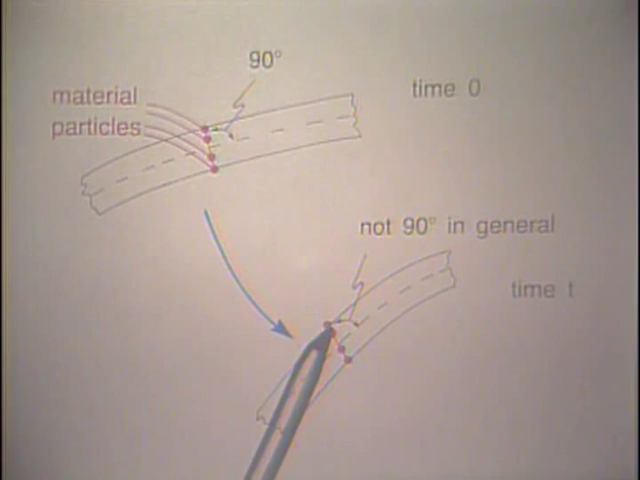 90°
time 0
material
particles
not 90° in general
time t